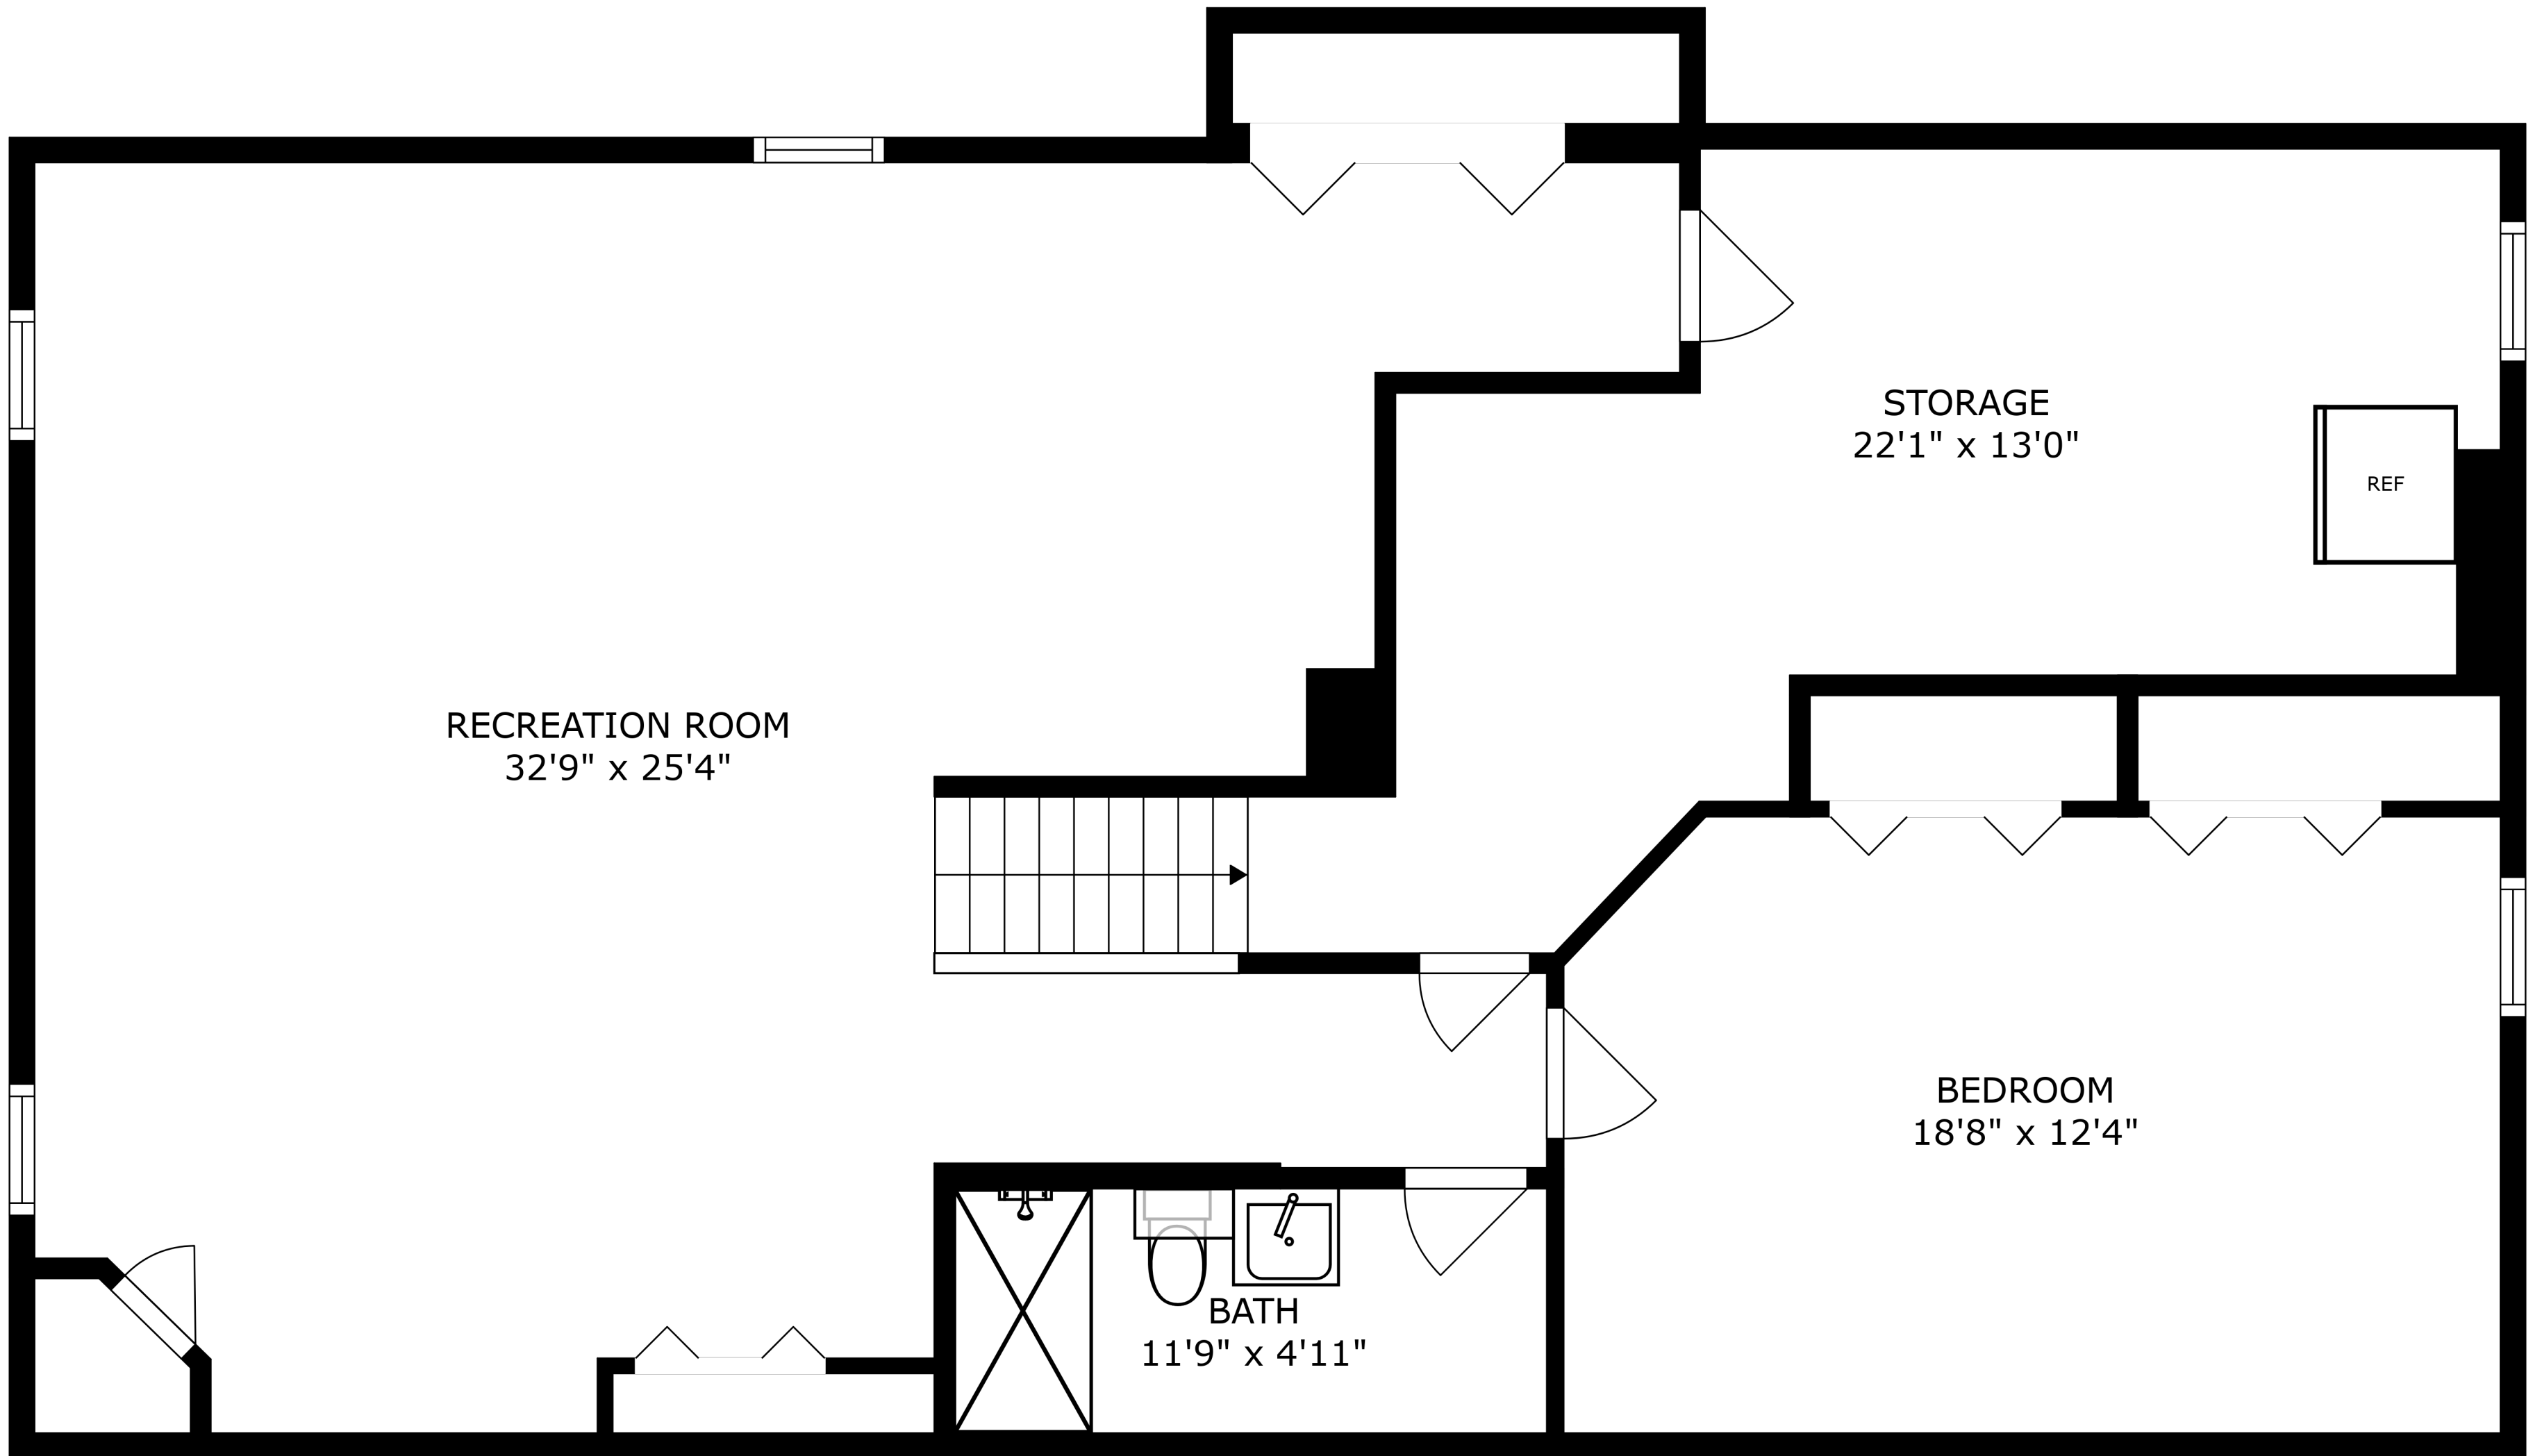 STORAGE
22'1" x 13'0"
REF
RECREATION ROOM
32'9" x 25'4"
BEDROOM
18'8" x 12'4"
BATH
11'9" x 4'11"